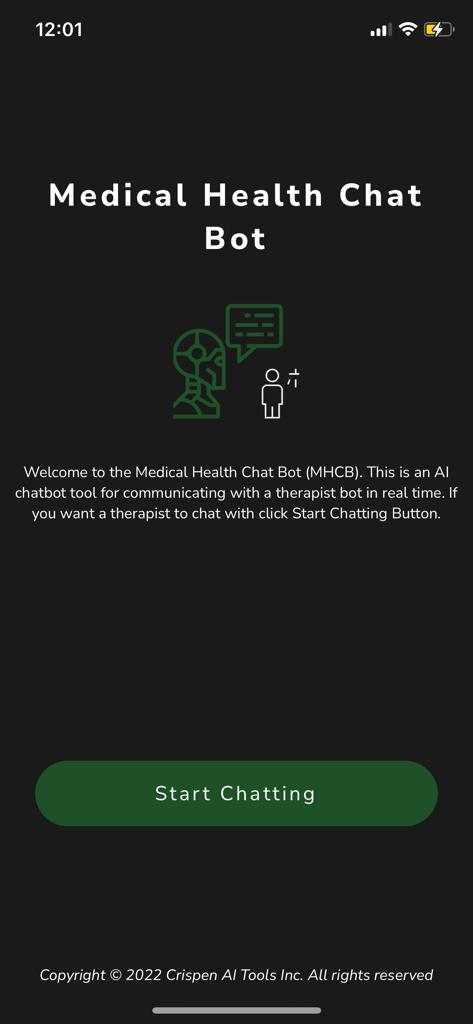 12:01
Medical Health Chat
Bot
Welcome to the Medical Health Chat Bot (MHCB). This is an AI
chatbot tool for communicating with a therapist bot in real time. If
you want a therapist to chat with click Start Chatting Button.
Start Chatting
Copyright © 2022 Crispen AI Tools Inc. All rights reserved